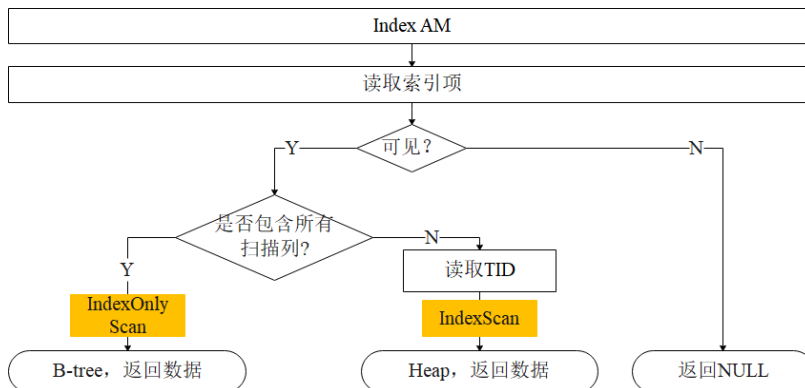 Index AM
读取索引项
可见？
Y
N
是否包含所有
扫描列?
Y
N
读取TID
IndexOnly
Scan
IndexScan
B-tree，返回数据
Heap，返回数据
返回NULL